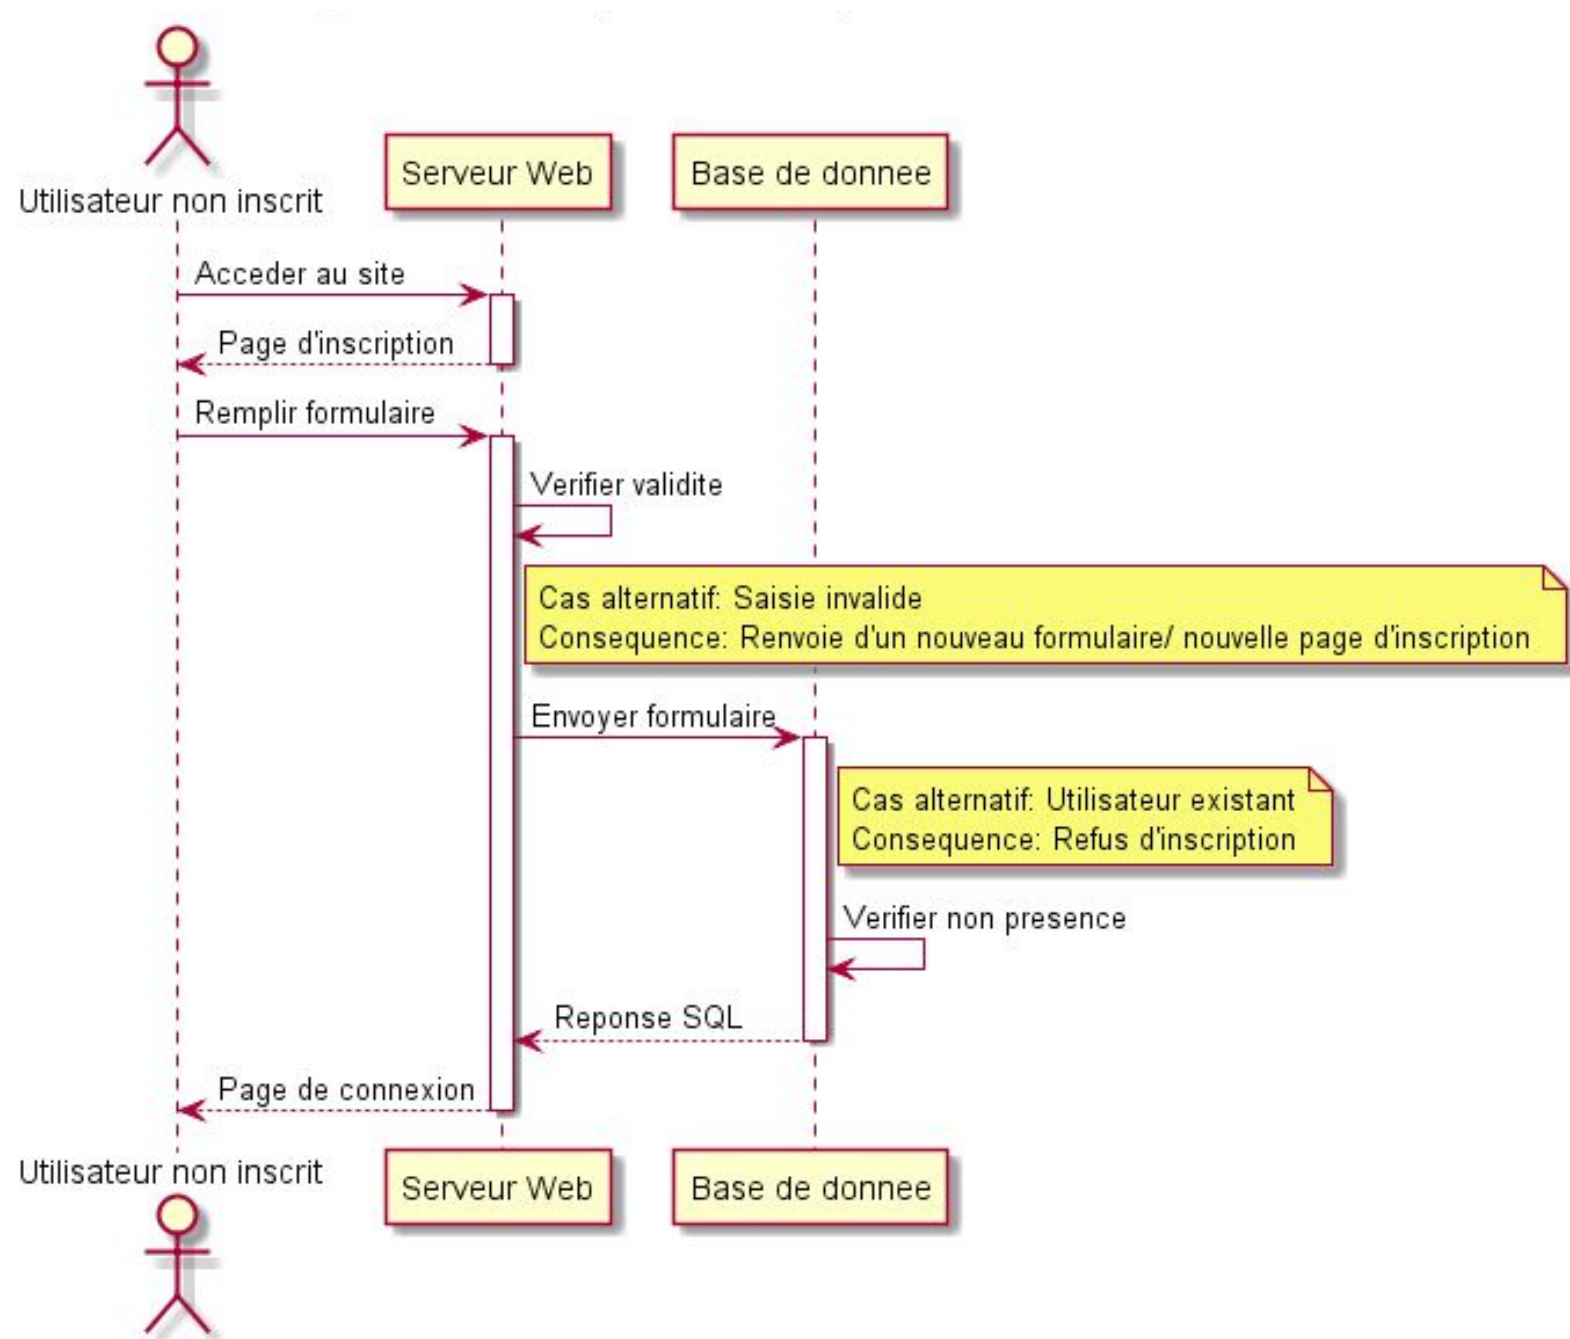 Utilisateur non inscrit
Serveur Web
Base de donnee
Acceder au site
Page d'inscription
Remplir formulaire
Verifier validite
Cas alternatif: Saisie invalide
Consequence: Renvoie d'un nouveau formulaire/ nouvelle page d'inscription
Envoyer formulaire
Cas alternatif: Utilisateur existant
Consequence: Refus d'inscription
Verifier non presence
Reponse SQL
Page de connexion
Utilisateur non inscrit
Serveur Web
Base de donnee